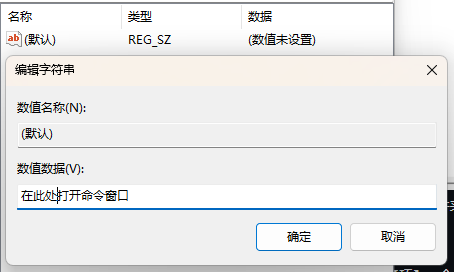 名称 类型 数据
ab (默认) REG_SZ (数值未设置)
编辑字符串
数值名称(N):
(默认)
数值数据(V):
在此处打开命令窗口
确定 取消